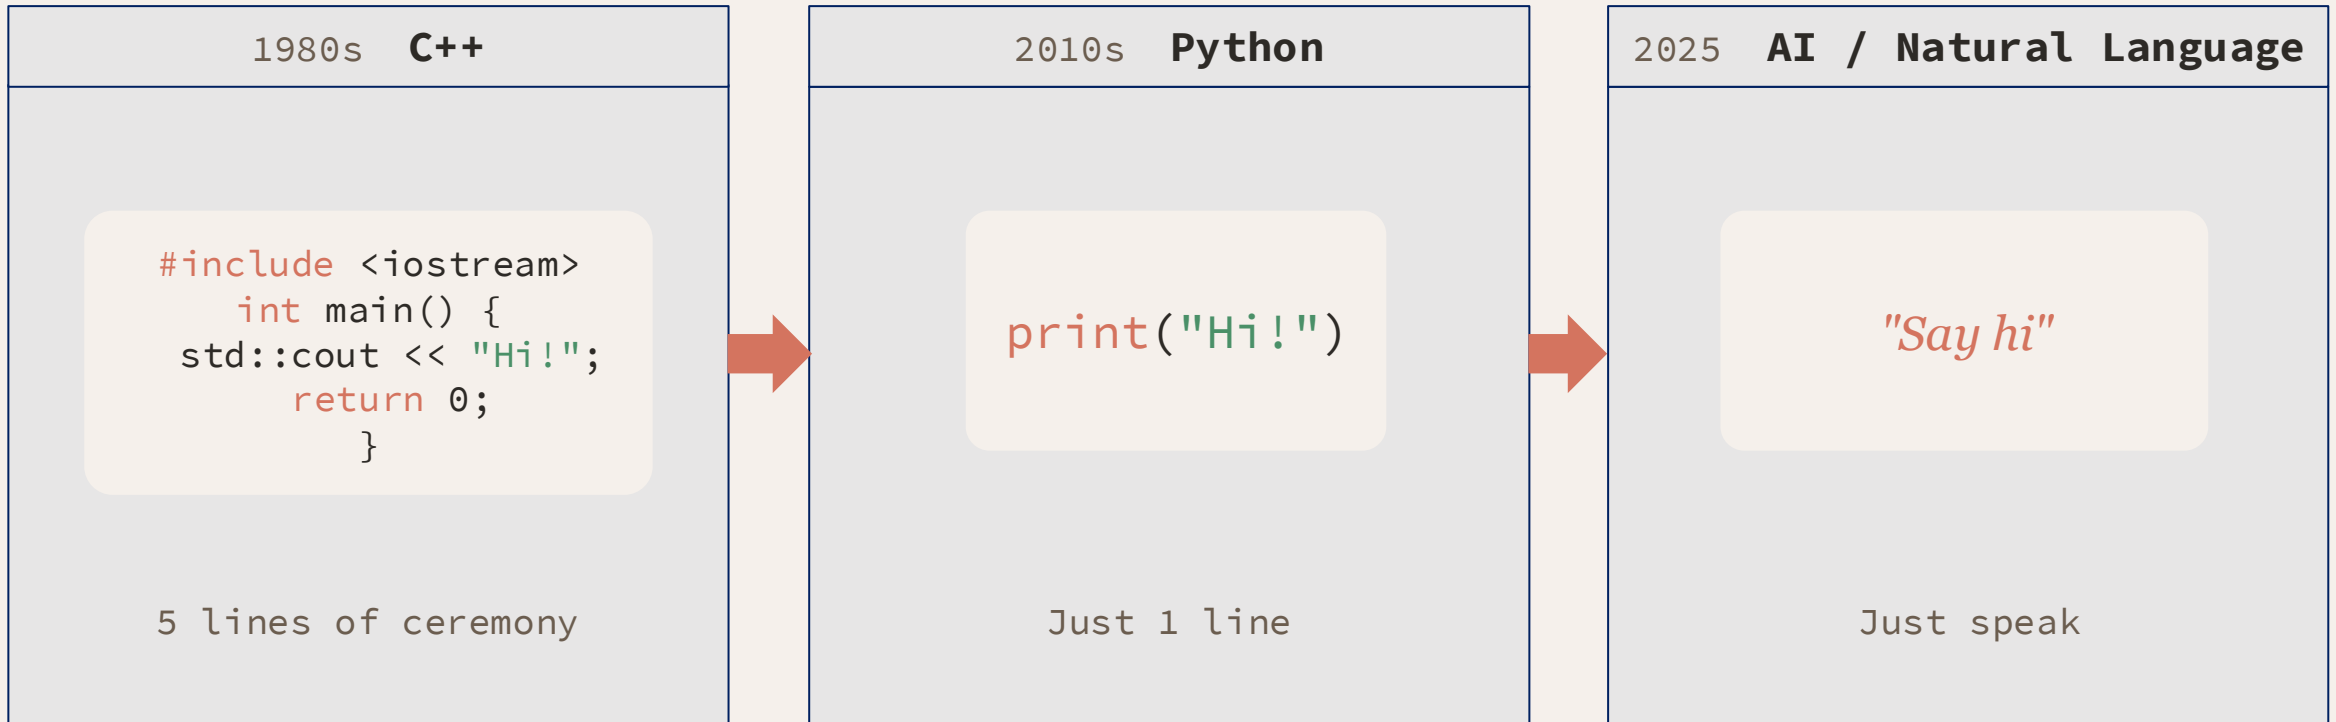 1980s C++
#include <iostream>
int main() {
std::cout << "Hi!";
return 0;
}
5 lines of ceremony
2010s Python
print("Hi!")
Just 1 line
2025 AI / Natural Language
"Say hi"
Just speak